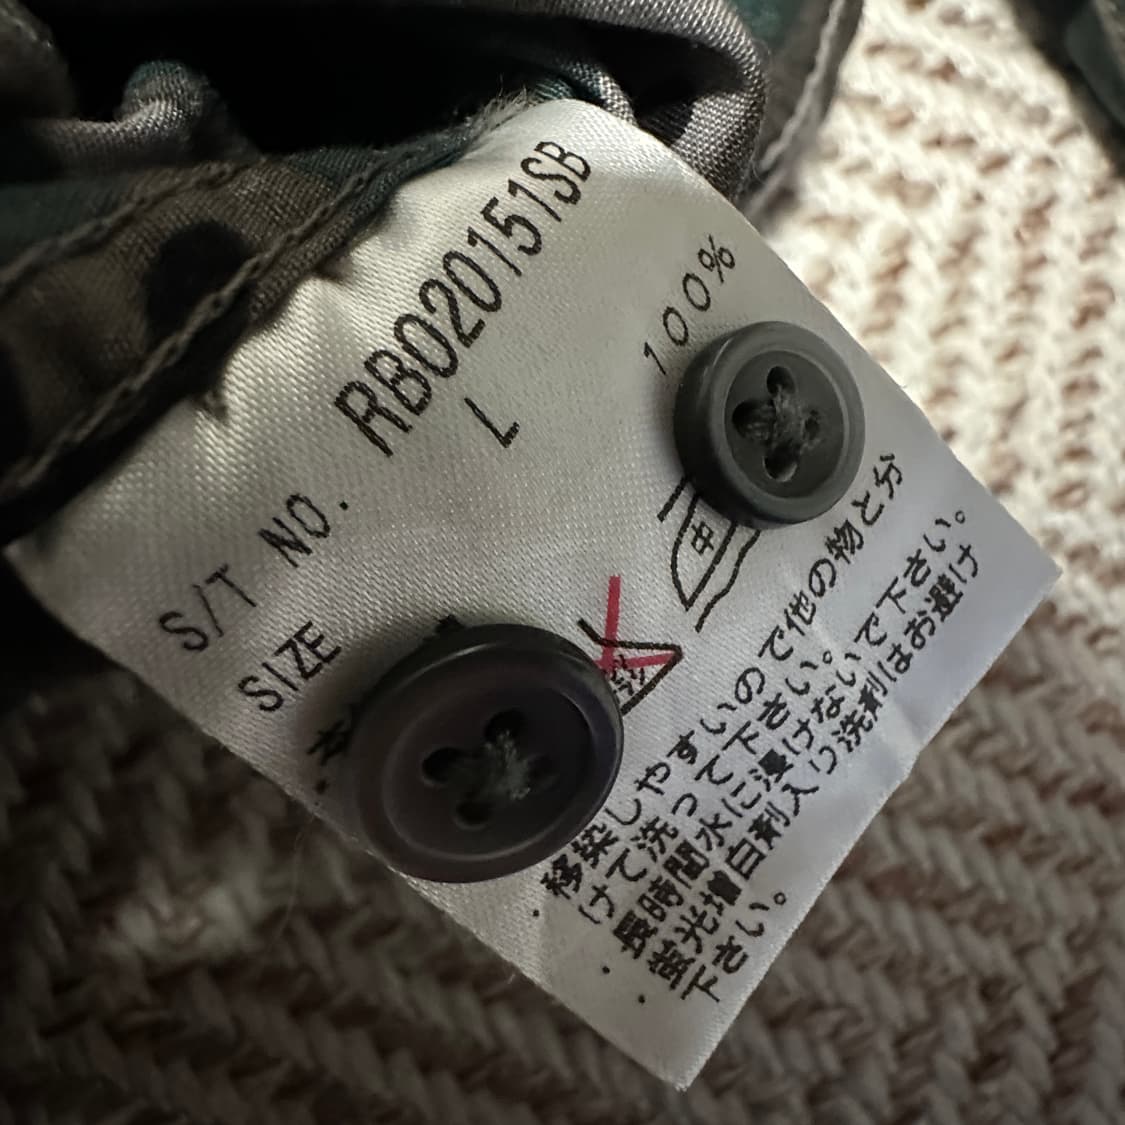 S/T NO.
RB020151SB
SIZE
L
100%
中
・移染しやすいので他の物と分
けて洗って下さい。
・長時間水に漫けないで下さい。
・蛍光増白剤入り洗剤はお避け
下さい。